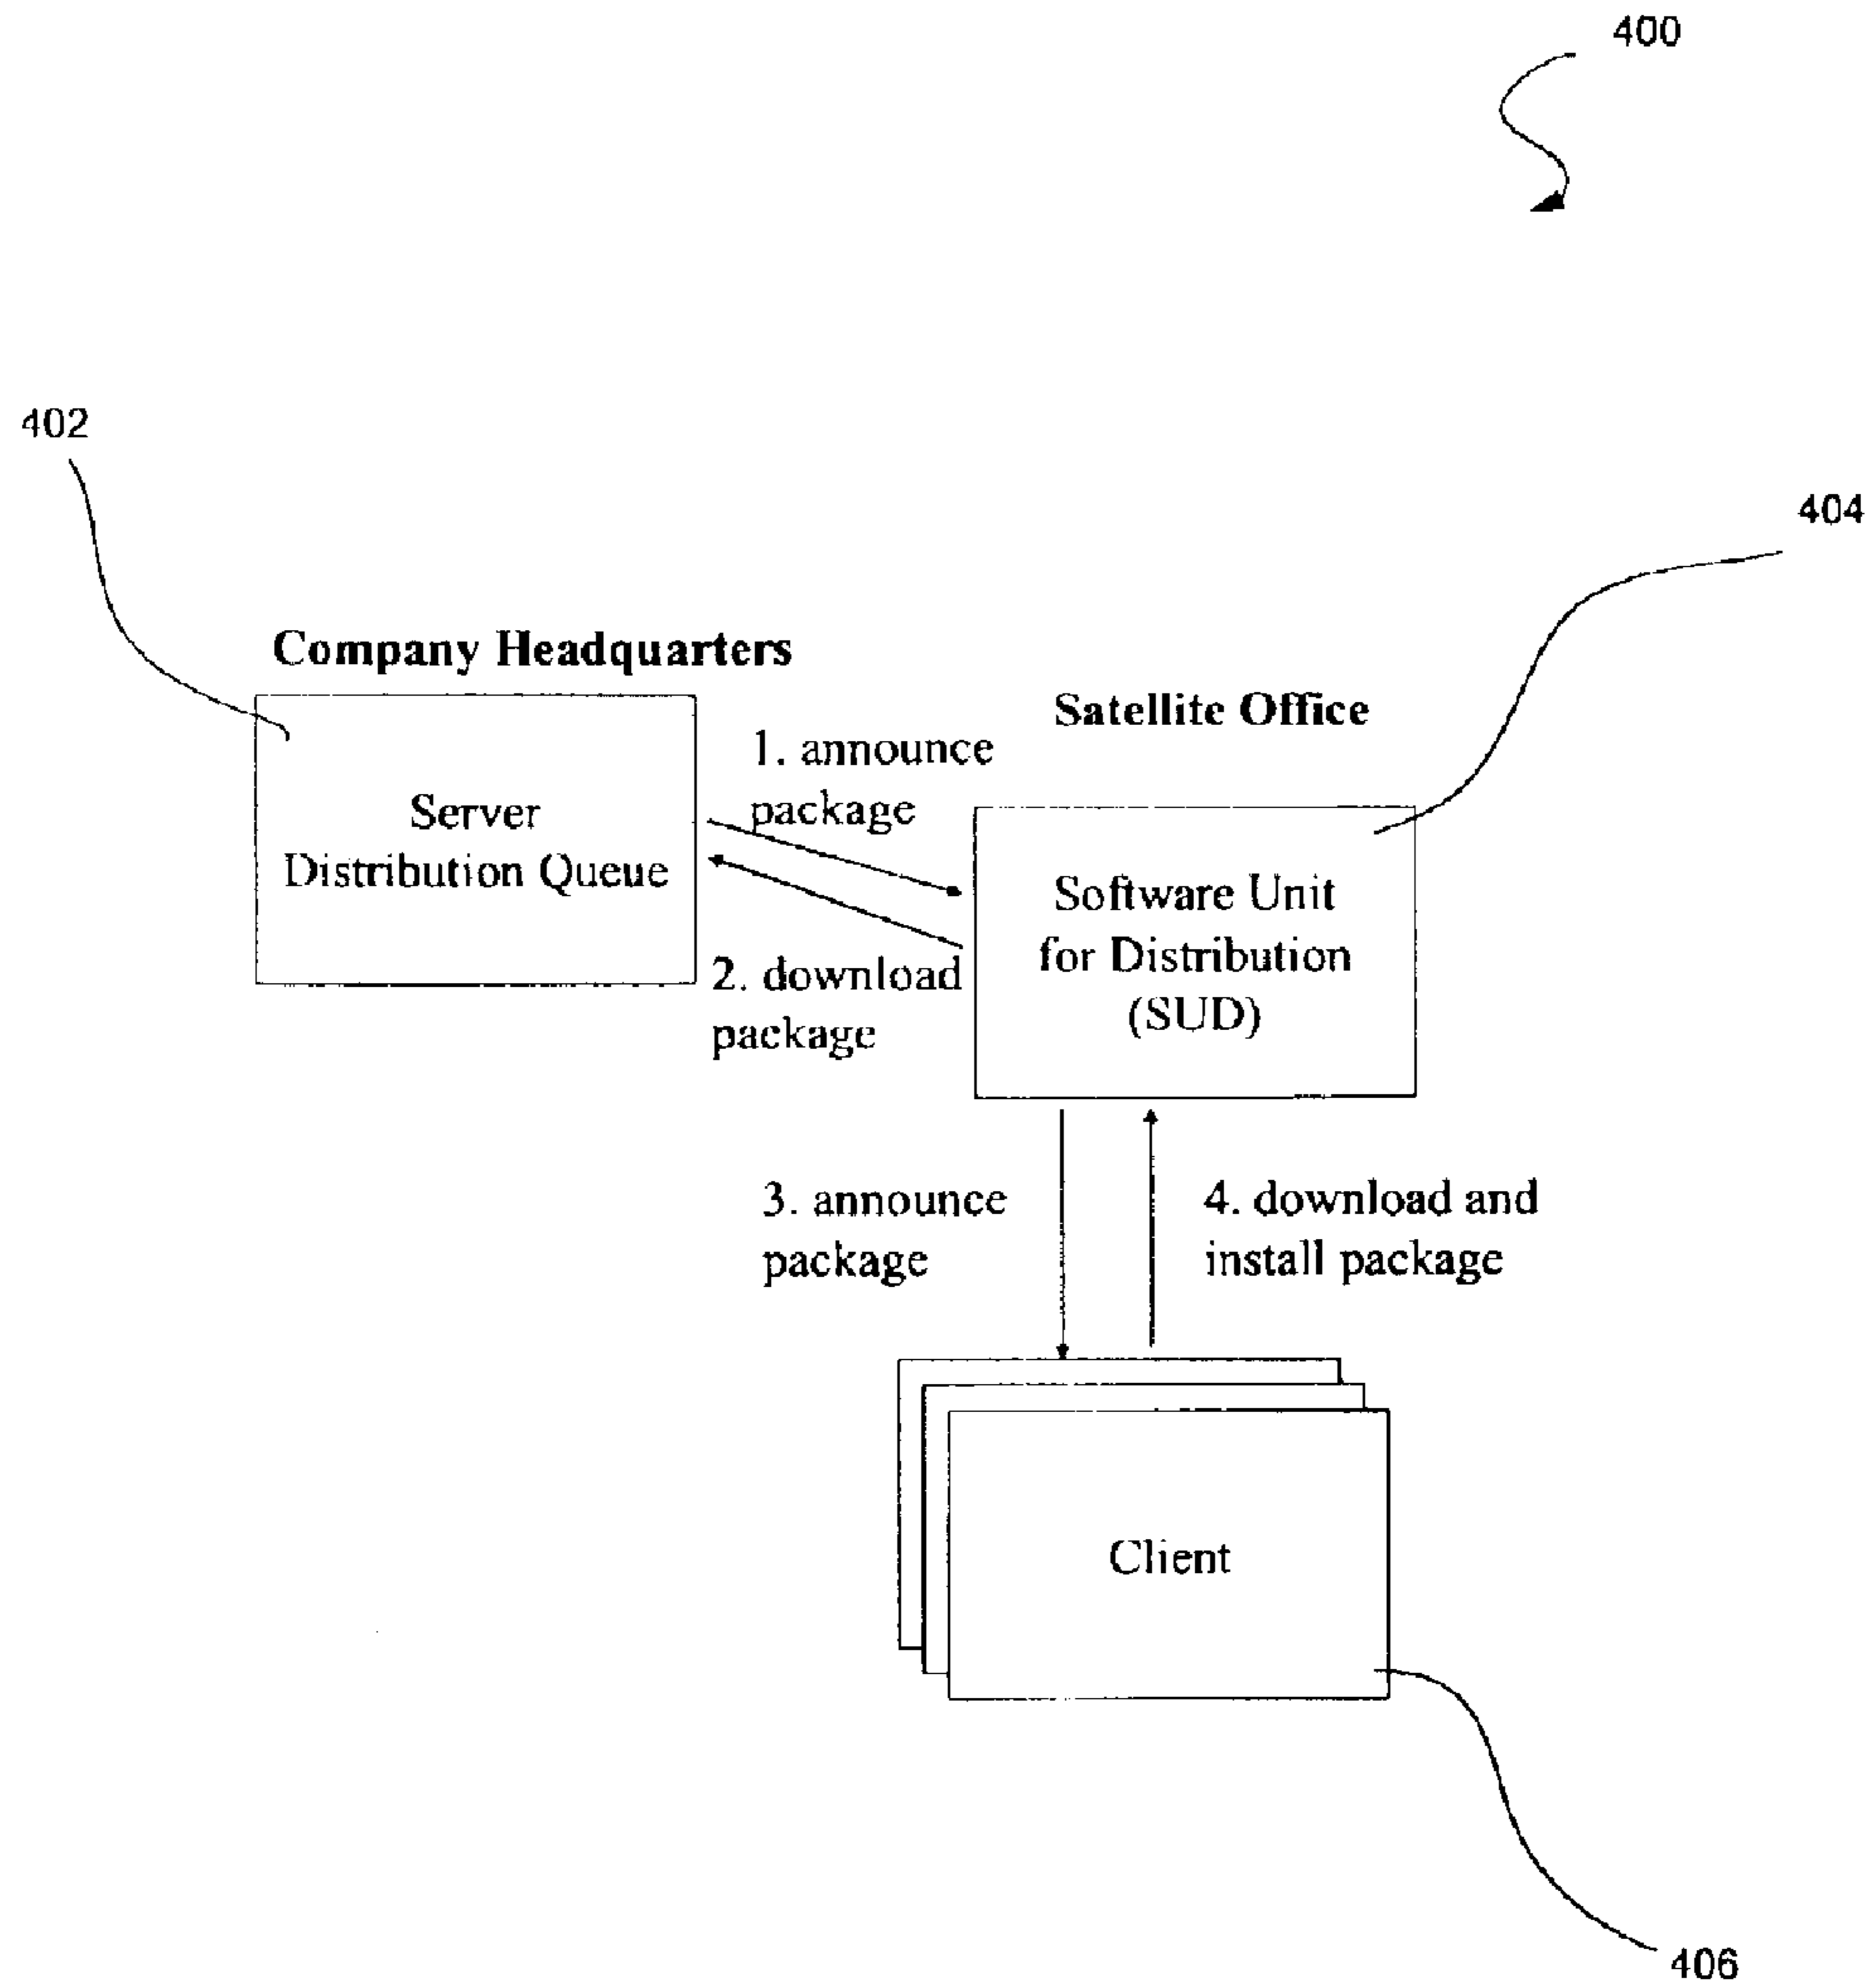 400
402
404
Company Headquarters
Satellite Office
1. announce
package
Server
Distribution Queue
Software Unit
for Distribution
(SUD)
2. download
package
3. announce
package
4. download and
install package
Client
406